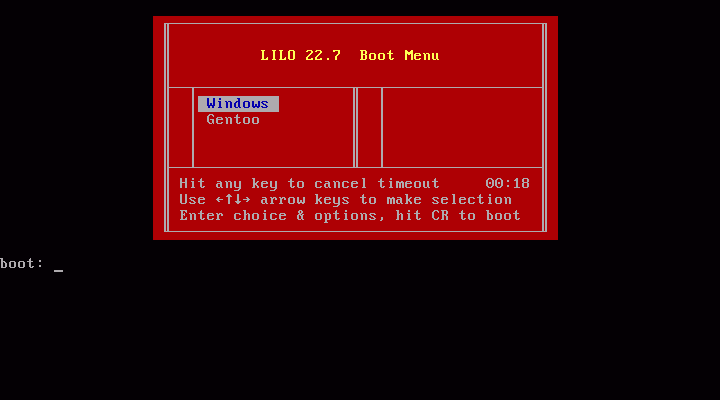 LILO 22.7  Boot Menu
Windows
Gentoo
Hit any key to cancel timeout     00:18
Use ←↑↓→ arrow keys to make selection
Enter choice & options, hit CR to boot
boot: _